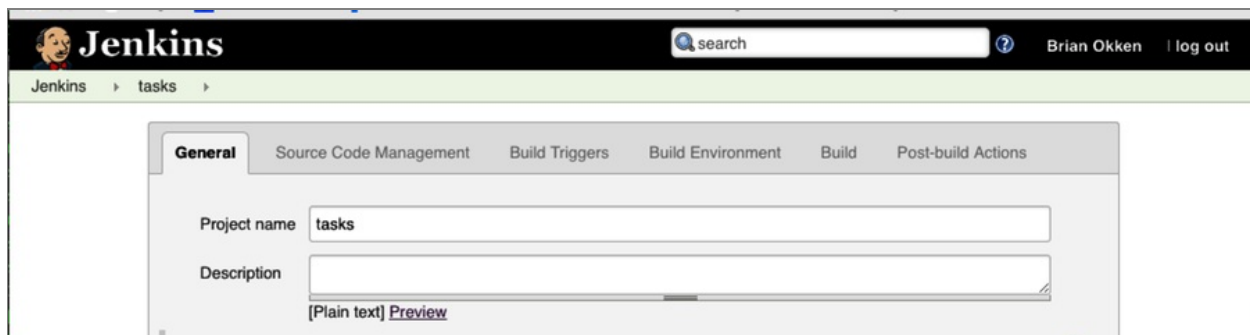 Jenkins search Brian Okken | log out
Jenkins tasks
General Source Code Management Build Triggers Build Environment Build Post-build Actions
Project name tasks
Description
[Plain text] Preview